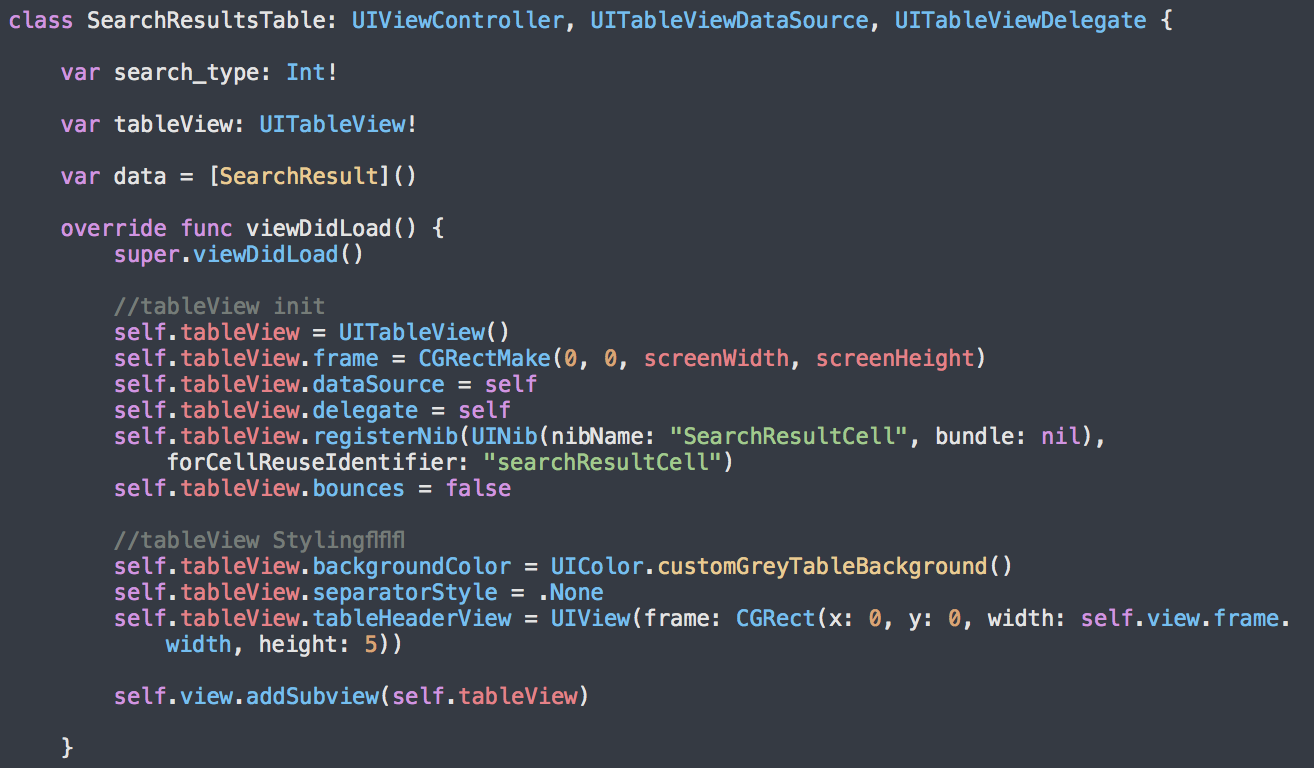 class SearchResultsTable: UIViewController, UITableViewDataSource, UITableViewDelegate {
var search_type: Int!
var tableView: UITableView!
var data = [SearchResult]()
override func viewDidLoad() {
super.viewDidLoad()
//tableView init
self.tableView = UITableView()
self.tableView.frame = CGRectMake(0, 0, screenWidth, screenHeight)
self.tableView.dataSource = self
self.tableView.delegate = self
self.tableView.registerNib(UINib(nibName: "SearchResultCell", bundle: nil),
forCellReuseIdentifier: "searchResultCell")
self.tableView.bounces = false
//tableView Stylingflflfl
self.tableView.backgroundColor = UIColor.customGreyTableBackground()
self.tableView.separatorStyle = .None
self.tableView.tableHeaderView = UIView(frame: CGRect(x: 0, y: 0, width: self.view.frame.
width, height: 5))
self.view.addSubview(self.tableView)
}